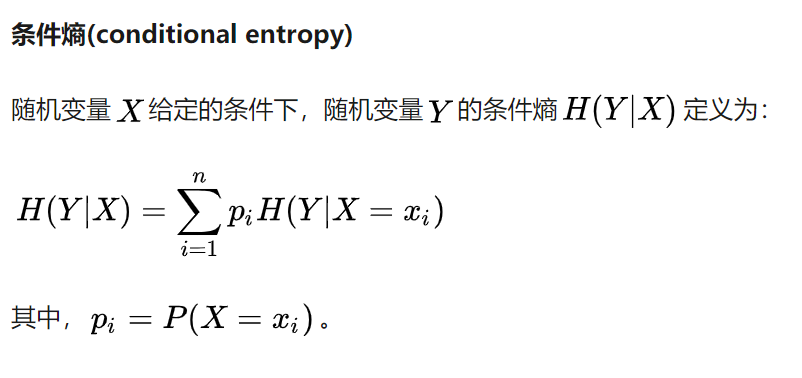 条件熵(conditional entropy)
随机变量 X 给定的条件下，随机变量 Y 的条件熵 H(Y|X) 定义为：
H(Y|X) = \sum_{i=1}^{n} p_i H(Y|X = x_i)
其中， p_i = P(X = x_i) 。